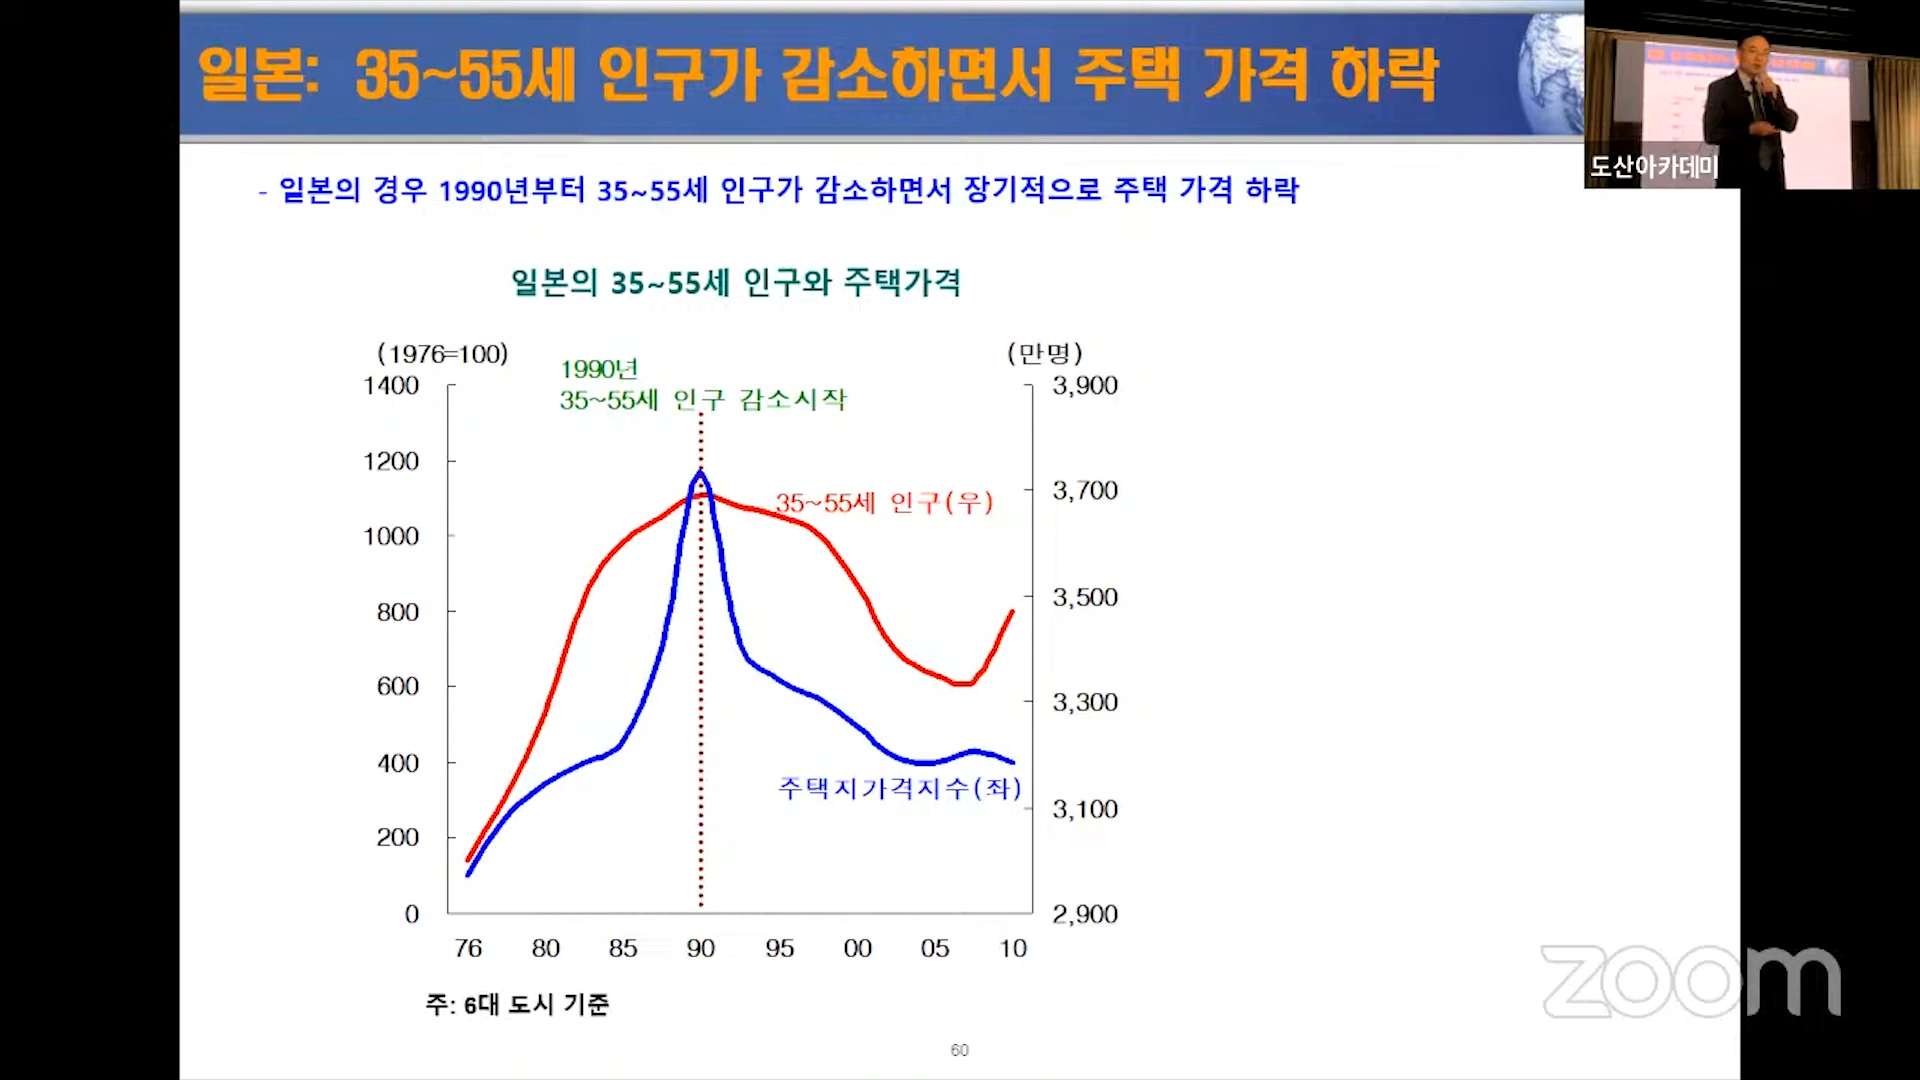 일본: 35~55세 인구가 감소하면서 주택 가격 하락
도산아카데미
- 일본의 경우 1990년부터 35~55세 인구가 감소하면서 장기적으로 주택 가격 하락
일본의 35~55세 인구와 주택가격
(1976=100)
(만명)
1990년
35~55세 인구 감소시작
1400
1200
1000
800
600
400
200
0
3,900
3,700
3,500
3,300
3,100
2,900
35~55세 인구(우)
주택지가격지수(좌)
76 80 85 90 95 00 05 10
주: 6대 도시 기준
60
zoom